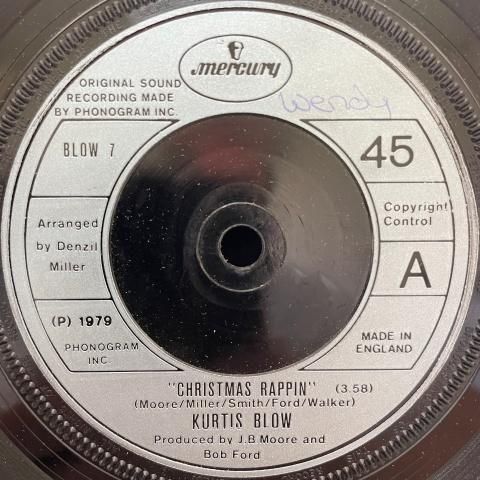 mercury
ORIGINAL SOUND
RECORDING MADE
BY PHONOGRAM INC.
wendy
BLOW 7
45
Arranged
by Denzil
Miller
Copyright
Control
A
(P) 1979
PHONOGRAM
INC
MADE IN
ENGLAND
"CHRISTMAS RAPPIN" (3.58)
(Moore/Miller/Smith/Ford/Walker)
KURTIS BLOW
Produced by J.B Moore and
Bob Ford